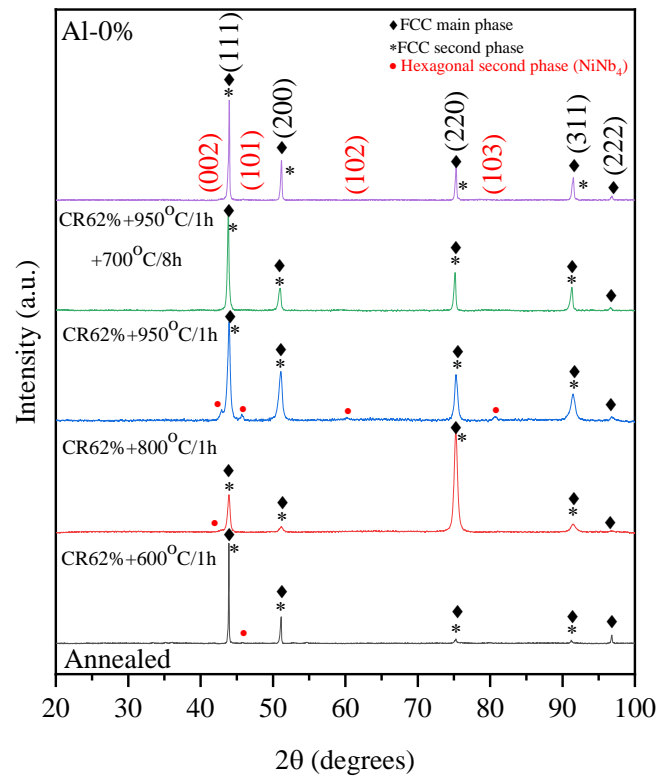 Al-0%
(111)
◆FCC main phase
*FCC second phase
● Hexagonal second phase (NiNb₄)
(002)
(101)
(200)
(102)
(220)
(103)
(311)
(222)
CR62%+950°C/1h
+700°C/8h
CR62%+950°C/1h
CR62%+800°C/1h
CR62%+600°C/1h
Annealed
Intensity (a.u.)
20 30 40 50 60 70 80 90 100
2θ (degrees)